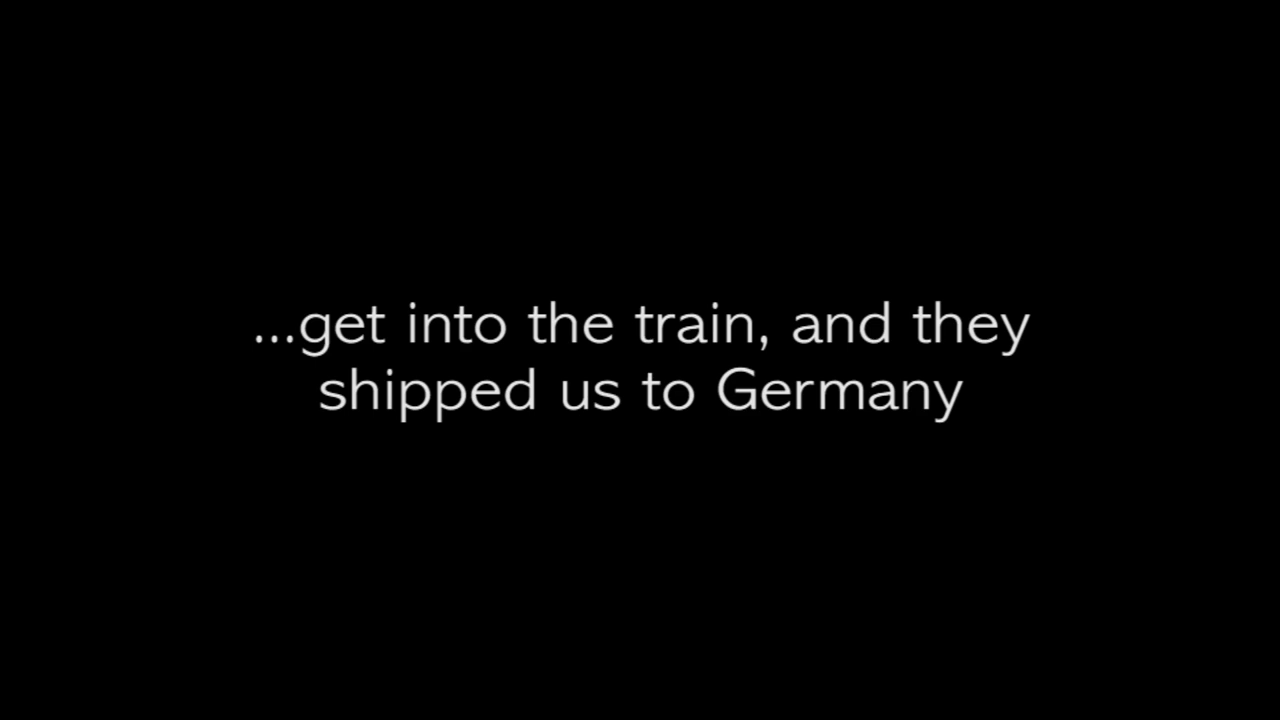 ...get into the train, and they
shipped us to Germany